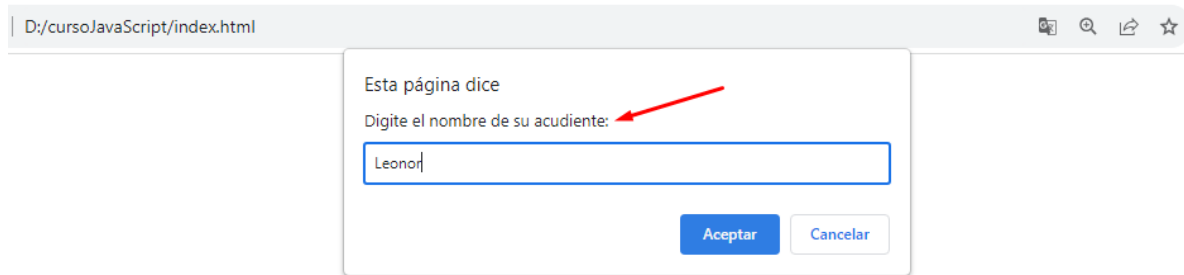 D:/cursoJavaScript/index.html
Esta página dice
Digite el nombre de su acudiente:
Leonor
Aceptar
Cancelar